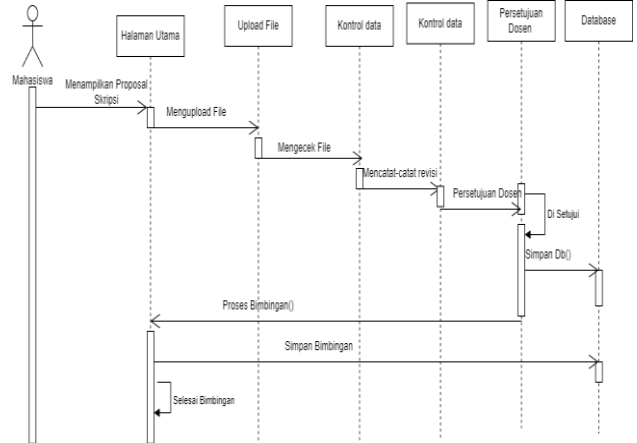 Halaman Utama
Upload File
Kontrol data
Kontrol data
Persetujuan
Dosen
Database
Mahasiswa
Menampilkan Proposal
Skripsi
Mengupload File
Mengecek File
Mencatat-catat revisi
Persetujuan Dosen
Di Setujui
Simpan Db()
Proses Bimbingan()
Simpan Bimbingan
Selesai Bimbingan